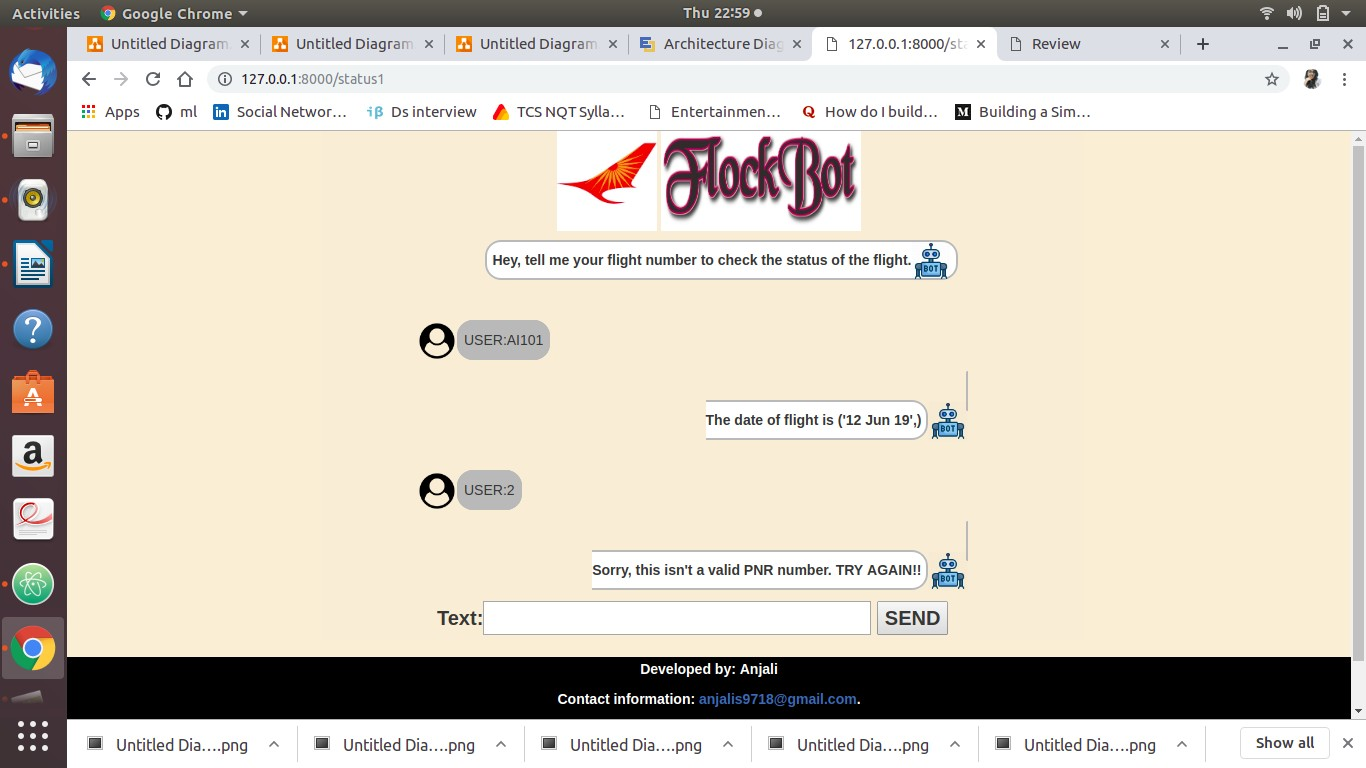 Activities Google Chrome Thu 22:59
Untitled Diagram. Untitled Diagram. Untitled Diagram. Architecture Diag 127.0.0.1:8000/sta Review
127.0.0.1:8000/status1
Apps ml Social Networ… Ds interview TCS NQT Sylla… Entertainmen… How do I build… Building a Sim…
FlockBot
Hey, tell me your flight number to check the status of the flight.
BOT
USER:AI101
The date of flight is ('12 Jun 19',)
BOT
USER:2
Sorry, this isn't a valid PNR number. TRY AGAIN!!
BOT
Text: SEND
Developed by: Anjali
Contact information: anjalis9718@gmail.com.
Untitled Dia….png Untitled Dia….png Untitled Dia….png Untitled Dia….png Untitled Dia….png Show all